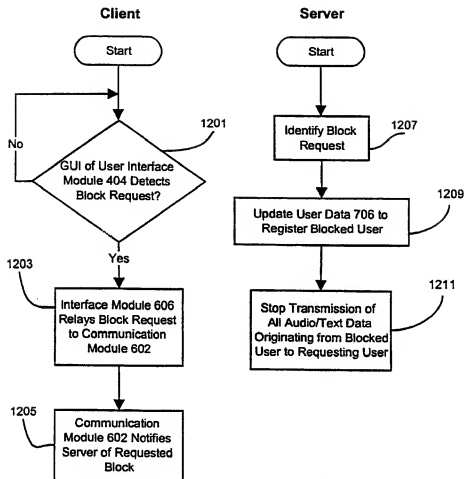 Client
Server
Start
Start
No
1201
GUI of User Interface
Module 404 Detects
Block Request?
Yes
1203
Interface Module 606
Relays Block Request
to Communication
Module 602
1205
Communication
Module 602 Notifies
Server of Requested
Block
1207
Identify Block
Request
1209
Update User Data 706 to
Register Blocked User
1211
Stop Transmission of
All Audio/Text Data
Originating from Blocked
User to Requesting User